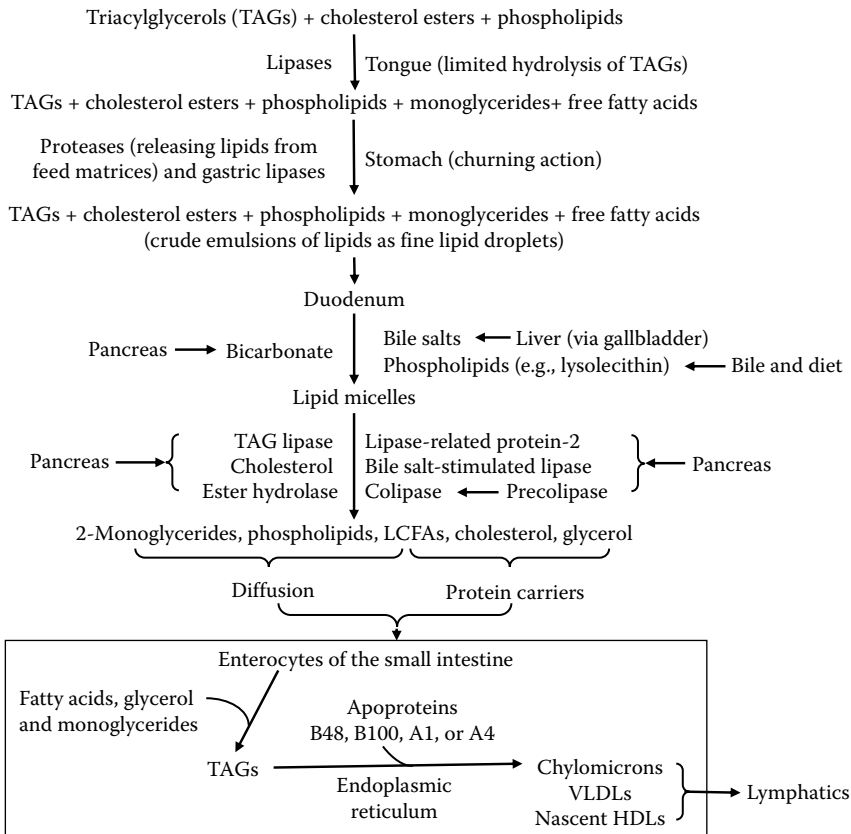 Triacylglycerols (TAGs) + cholesterol esters + phospholipids
Lipases
Tongue (limited hydrolysis of TAGs)
TAGs + cholesterol esters + phospholipids + monoglycerides+ free fatty acids
Proteases (releasing lipids from
feed matrices) and gastric lipases
Stomach (churning action)
TAGs + cholesterol esters + phospholipids + monoglycerides + free fatty acids
(crude emulsions of lipids as fine lipid droplets)
Duodenum
Pancreas
Bicarbonate
Bile salts
Liver (via gallbladder)
Phospholipids (e.g., lysolecithin)
Bile and diet
Lipid micelles
Pancreas
TAG lipase
Cholesterol
Ester hydrolase
Lipase-related protein-2
Bile salt-stimulated lipase
Colipase
Precolipase
Pancreas
2-Monoglycerides, phospholipids, LCFAs, cholesterol, glycerol
Diffusion
Protein carriers
Enterocytes of the small intestine
Fatty acids, glycerol
and monoglycerides
Apoproteins
B48, B100, A1, or A4
TAGs
Endoplasmic
reticulum
Chylomicrons
VLDLs
Nascent HDLs
Lymphatics